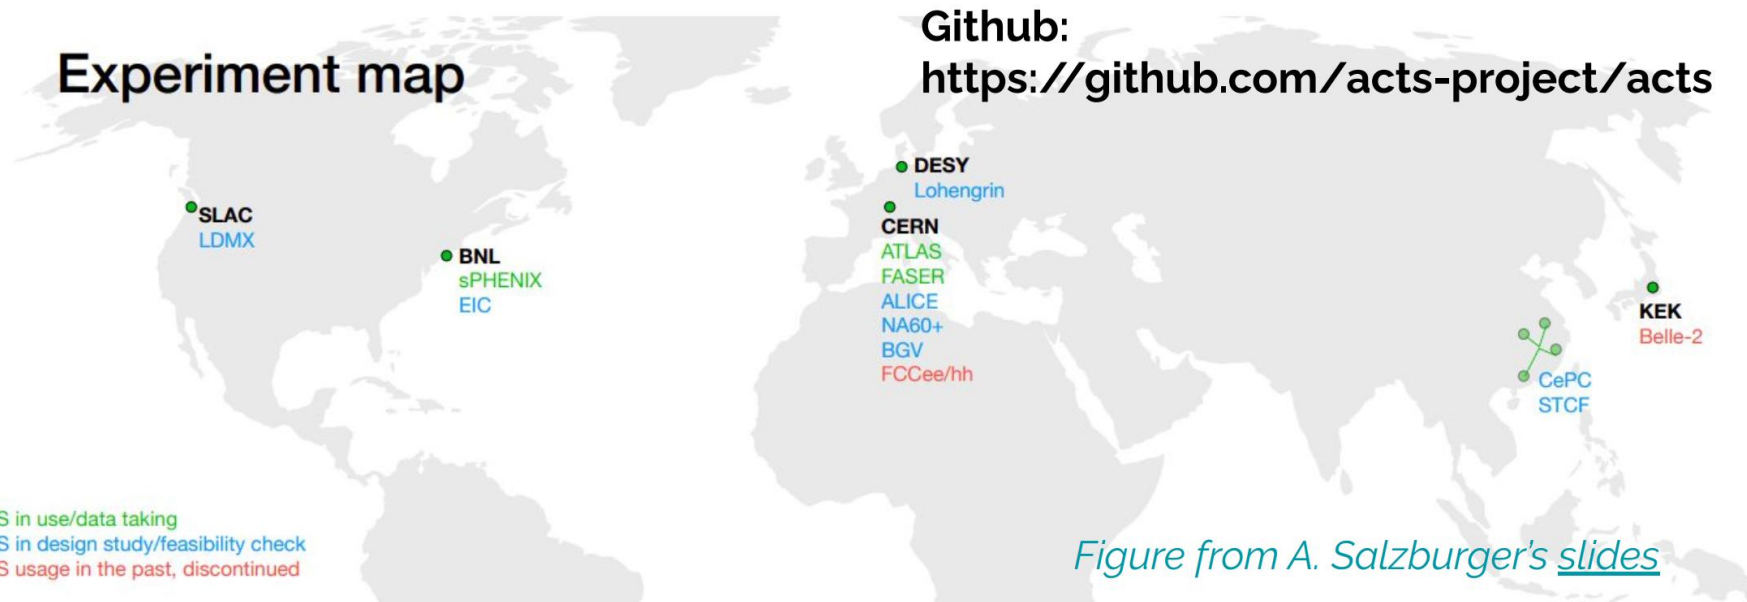 Experiment map
Github:
https://github.com/acts-project/acts
DESY
Lohengrin
SLAC
LDMX
BNL
sPHENIX
EIC
CERN
ATLAS
FASER
ALICE
NA60+
BGV
FCCee/hh
KEK
Belle-2
CePC
STCF
S in use/data taking
S in design study/feasibility check
S usage in the past, discontinued
Figure from A. Salzburger's slides